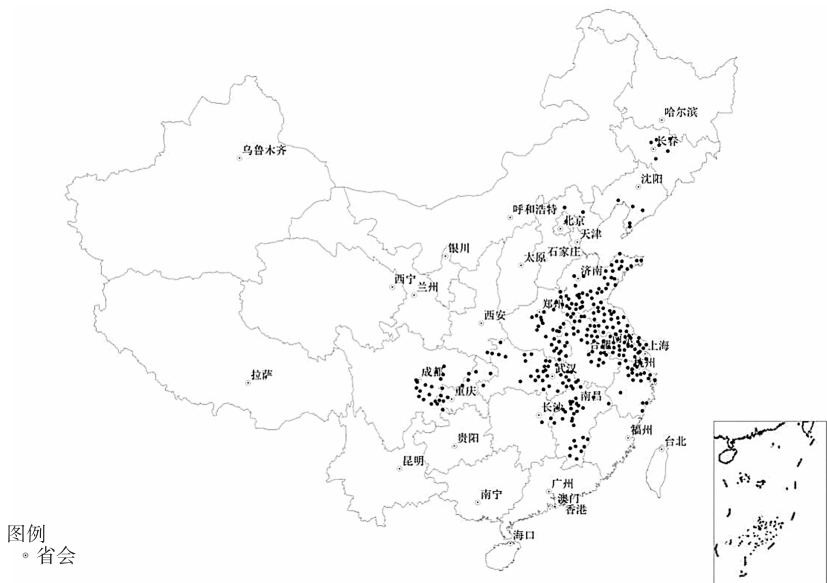 哈尔滨
长春
乌鲁木齐
沈阳
呼和浩特
北京
天津
银川
太原
石家庄
济南
西宁
兰州
郑州
西安
合肥
上海
杭州
成都
武汉
拉萨
重庆
南昌
长沙
贵阳
福州
台北
昆明
广州
南宁
澳门
香港
海口
图例
省会